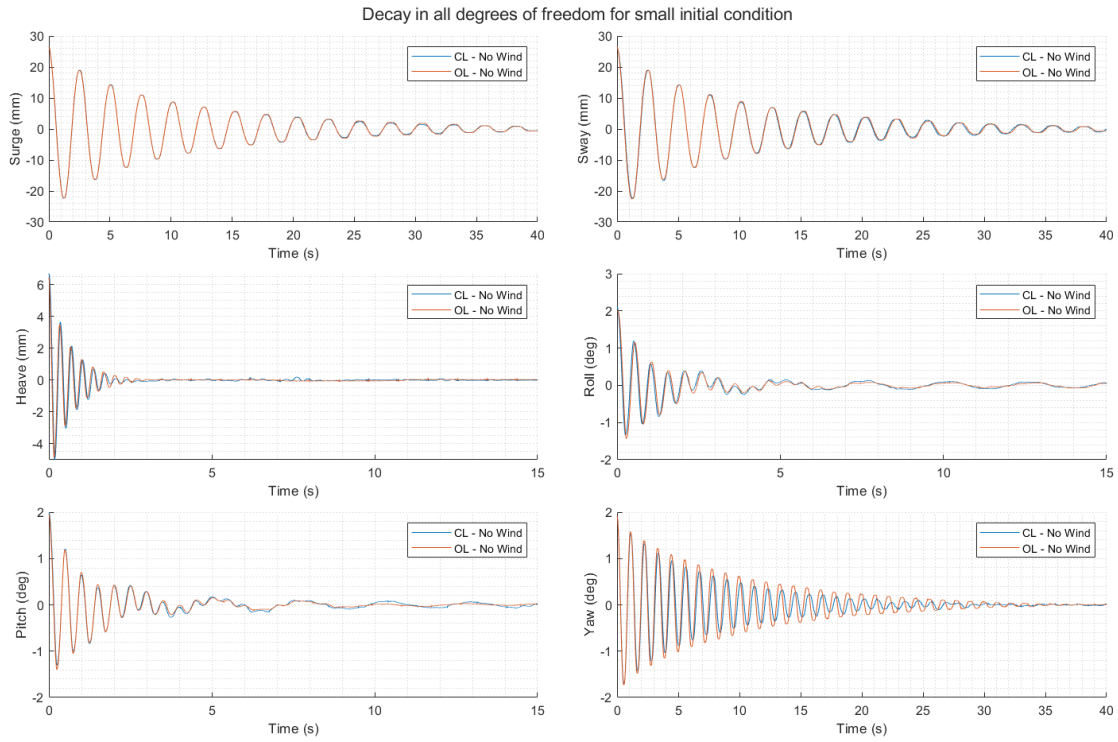 Decay in all degrees of freedom for small initial condition
30
20
10
0
-10
-20
-30
Surge (mm)
CL - No Wind
OL - No Wind
0 5 10 15 20 25 30 35 40
Time (s)
30
20
10
0
-10
-20
-30
Sway (mm)
CL - No Wind
OL - No Wind
0 5 10 15 20 25 30 35 40
Time (s)
6
4
2
0
-2
-4
Heave (mm)
CL - No Wind
OL - No Wind
0 5 10 15
Time (s)
3
2
1
0
-1
-2
Roll (deg)
CL - No Wind
OL - No Wind
0 5 10 15
Time (s)
2
1
0
-1
-2
Pitch (deg)
CL - No Wind
OL - No Wind
0 5 10 15
Time (s)
2
1
0
-1
-2
Yaw (deg)
CL - No Wind
OL - No Wind
0 5 10 15 20 25 30 35 40
Time (s)